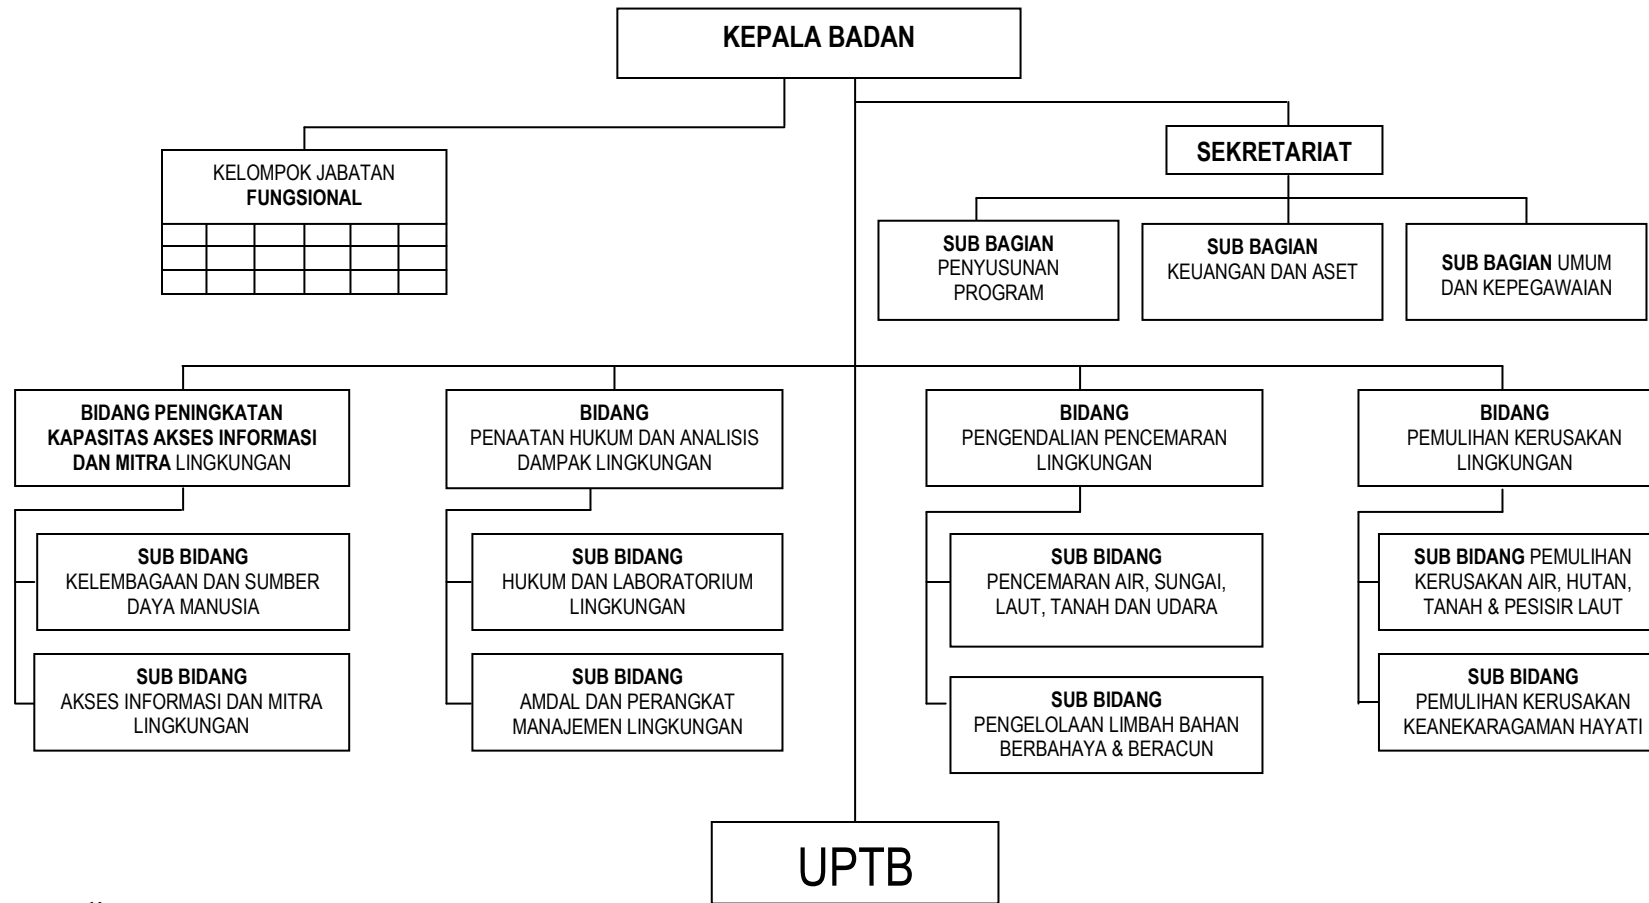 KEPALA BADAN
KELOMPOK JABATAN
FUNGSIONAL
SEKRETARIAT
SUB BAGIAN
PENYUSUNAN
PROGRAM
SUB BAGIAN
KEUANGAN DAN ASET
SUB BAGIAN UMUM
DAN KEPEGAWAIAN
BIDANG PENINGKATAN
KAPASITAS AKSES INFORMASI
DAN MITRA LINGKUNGAN
BIDANG
PENAATAN HUKUM DAN ANALISIS
DAMPAK LINGKUNGAN
BIDANG
PENGENDALIAN PENCEMARAN
LINGKUNGAN
BIDANG
PEMULIHAN KERUSAKAN
LINGKUNGAN
SUB BIDANG
KELEMBAGAAN DAN SUMBER
DAYA MANUSIA
SUB BIDANG
HUKUM DAN LABORATORIUM
LINGKUNGAN
SUB BIDANG
PENCEMARAN AIR, SUNGAI,
LAUT, TANAH DAN UDARA
SUB BIDANG PEMULIHAN
KERUSAKAN AIR, HUTAN,
TANAH & PESISIR LAUT
SUB BIDANG
AKSES INFORMASI DAN MITRA
LINGKUNGAN
SUB BIDANG
AMDAL DAN PERANGKAT
MANAJEMEN LINGKUNGAN
SUB BIDANG
PENGELOLAAN LIMBAH BAHAN
BERBAHAYA & BERACUN
SUB BIDANG
PEMULIHAN KERUSAKAN
KEANEKARAGAMAN HAYATI
UPTB